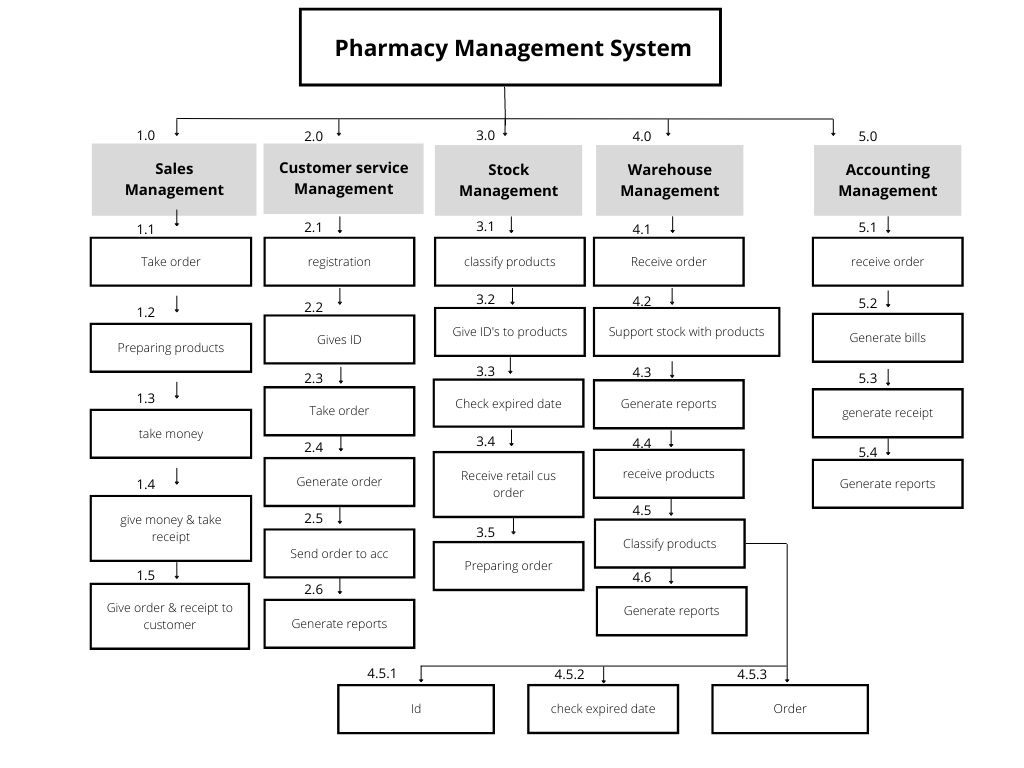 Pharmacy Management System
1.0
Sales
Management
1.1
Take order
1.2
Preparing products
1.3
take money
1.4
give money & take
receipt
1.5
Give order & receipt to
customer
2.0
Customer service
Management
2.1
registration
2.2
Gives ID
2.3
Take order
2.4
Generate order
2.5
Send order to acc
2.6
Generate reports
3.0
Stock
Management
3.1
classify products
3.2
Give ID's to products
3.3
Check expired date
3.4
Receive retail cus
order
3.5
Preparing order
4.0
Warehouse
Management
4.1
Receive order
4.2
Support stock with products
4.3
Generate reports
4.4
receive products
4.5
Classify products
4.6
Generate reports
4.5.1
Id
4.5.2
check expired date
4.5.3
Order
5.0
Accounting
Management
5.1
receive order
5.2
Generate bills
5.3
generate receipt
5.4
Generate reports